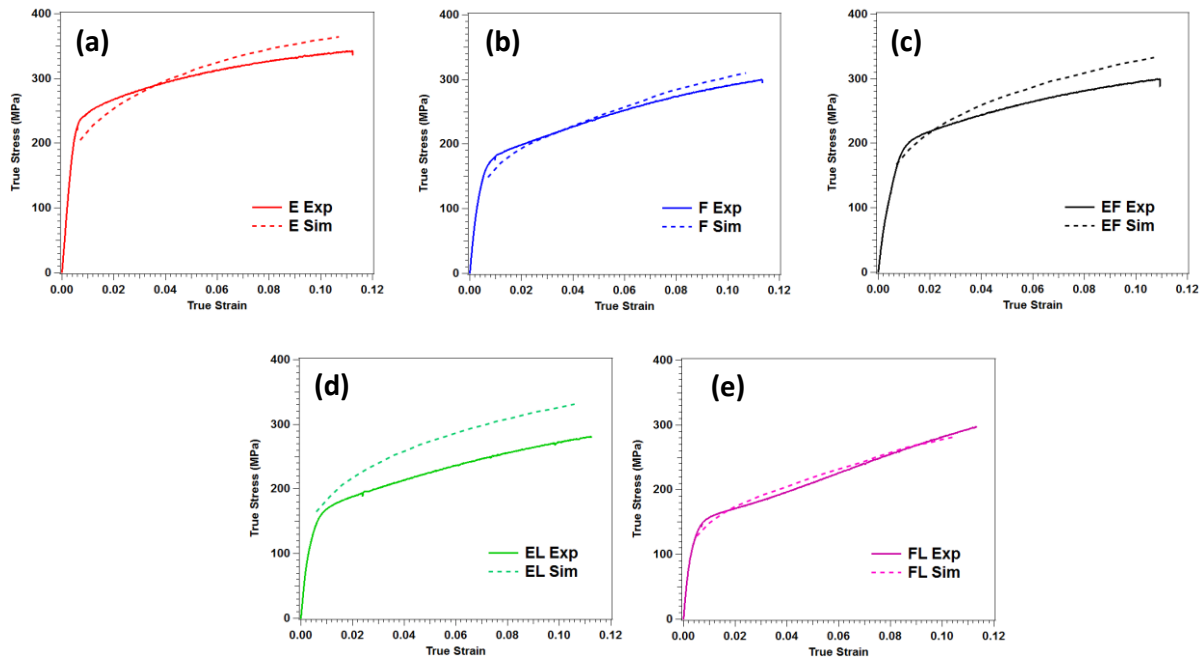 (a)
400
300
200
100
0
True Stress (MPa)
E Exp
E Sim
0.00 0.02 0.04 0.06 0.08 0.10 0.12
True Strain
(b)
400
300
200
100
0
True Stress (MPa)
F Exp
F Sim
0.00 0.02 0.04 0.06 0.08 0.10 0.12
True Strain
(c)
400
300
200
100
0
True Stress (MPa)
EF Exp
EF Sim
0.00 0.02 0.04 0.06 0.08 0.10 0.12
True Strain
(d)
400
300
200
100
0
True Stress (MPa)
EL Exp
EL Sim
0.00 0.02 0.04 0.06 0.08 0.10 0.12
True Strain
(e)
400
300
200
100
0
True Stress (MPa)
FL Exp
FL Sim
0.00 0.02 0.04 0.06 0.08 0.10 0.12
True Strain